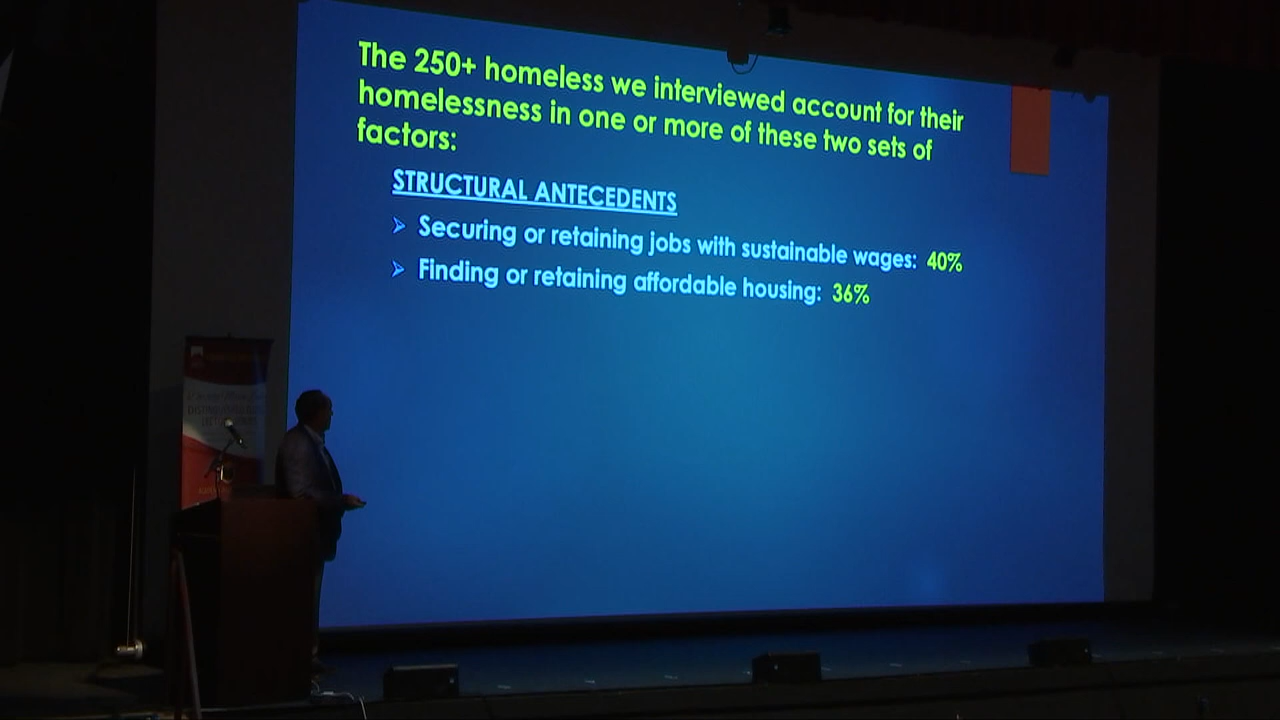 The 250+ homeless we interviewed account for their
homelessness in one or more of these two sets of
factors:
STRUCTURAL ANTECEDENTS
➢ Securing or retaining jobs with sustainable wages: 40%
➢ Finding or retaining affordable housing: 36%